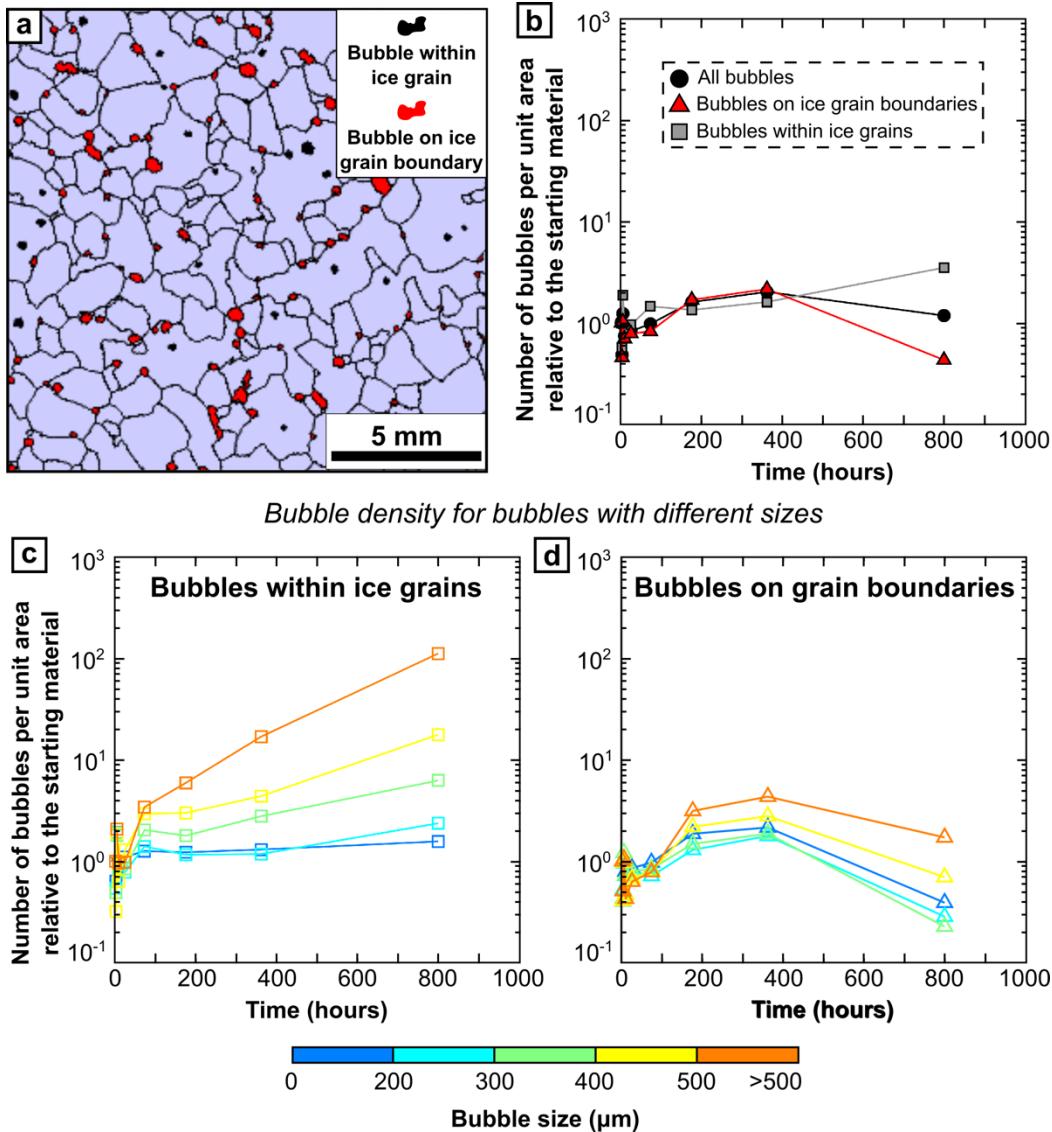 a
Bubble within
ice grain
Bubble on ice
grain boundary
5 mm
b
Number of bubbles per unit area
relative to the starting material
10³
10²
10¹
10⁰
10⁻¹
All bubbles
Bubbles on ice grain boundaries
Bubbles within ice grains
0 200 400 600 800 1000
Time (hours)
Bubble density for bubbles with different sizes
c
Bubbles within ice grains
Number of bubbles per unit area
relative to the starting material
10³
10²
10¹
10⁰
10⁻¹
0 200 400 600 800 1000
Time (hours)
d
Bubbles on grain boundaries
10³
10²
10¹
10⁰
10⁻¹
0 200 400 600 800 1000
Time (hours)
0 200 300 400 500 >500
Bubble size (µm)